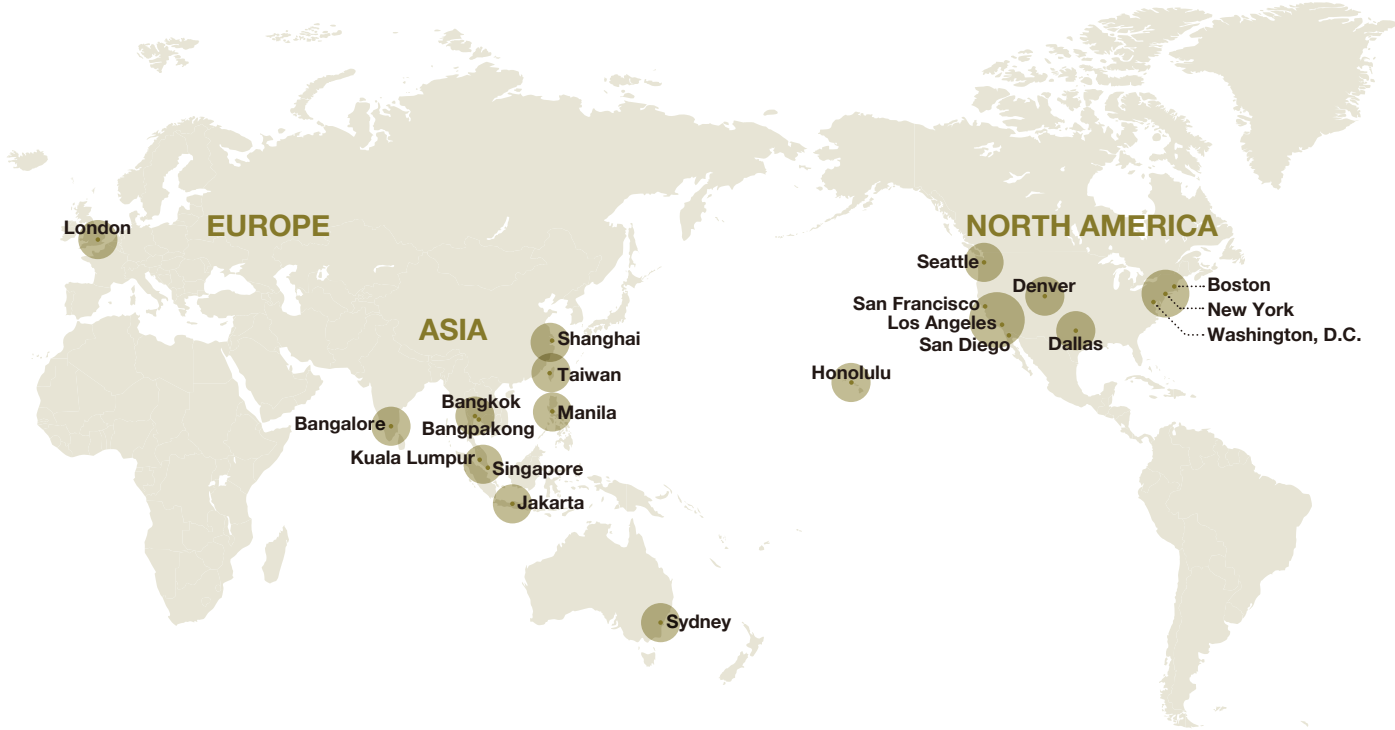 London
EUROPE
ASIA
Shanghai
Taiwan
Bangkok
Manila
Bangalore
Bangpakong
Kuala Lumpur
Singapore
Jakarta
Sydney
NORTH AMERICA
Seattle
Denver
San Francisco
Los Angeles
San Diego
Dallas
Honolulu
Boston
New York
Washington, D.C.